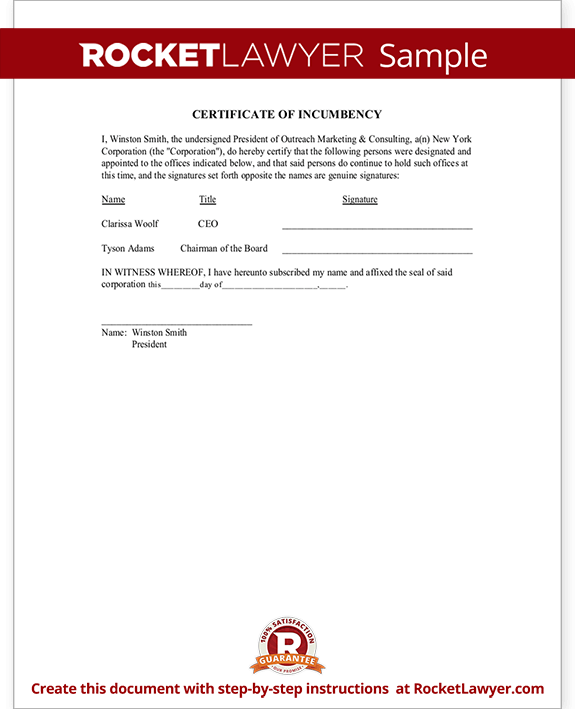 ROCKETLAWYER Sample
CERTIFICATE OF INCUMBENCY
I, Winston Smith, the undersigned President of Outreach Marketing & Consulting, a(n) New York
Corporation (the "Corporation"), do hereby certify that the following persons were designated and
appointed to the offices indicated below, and that said persons do continue to hold such offices at
this time, and the signatures set forth opposite the names are genuine signatures:
Name Title Signature
Clarissa Woolf CEO ______________________________________
Tyson Adams Chairman of the Board ______________________________________
IN WITNESS WHEREOF, I have hereunto subscribed my name and affixed the seal of said
corporation this_________day of______________________,______.
______________________________
Name: Winston Smith
President
100% SATISFACTION
R
GUARANTEE
OUR PROMISE
Create this document with step-by-step instructions at RocketLawyer.com